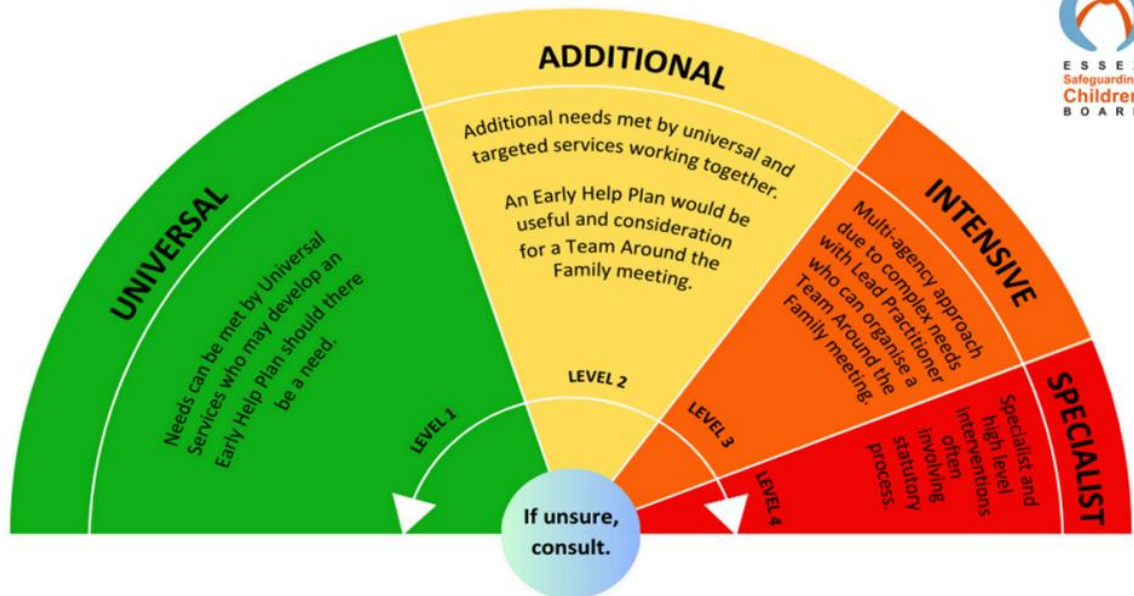 UNIVERSAL
Needs can be met by Universal
Services who may develop an
Early Help Plan should there
be a need.
LEVEL 1
ADDITIONAL
Additional needs met by universal and
targeted services working together.
An Early Help Plan would be
useful and consideration
for a Team Around the
Family meeting.
LEVEL 2
INTENSIVE
Multi-agency approach
due to complex needs
with Lead Practitioner
who can organise a
Team Around the
Family meeting.
LEVEL 3
SPECIALIST
Specialist and
high level
interventions
often
involving
statutory
process.
LEVEL 4
If unsure,
consult.
E S S E
Safeguardin
Children
B O A R